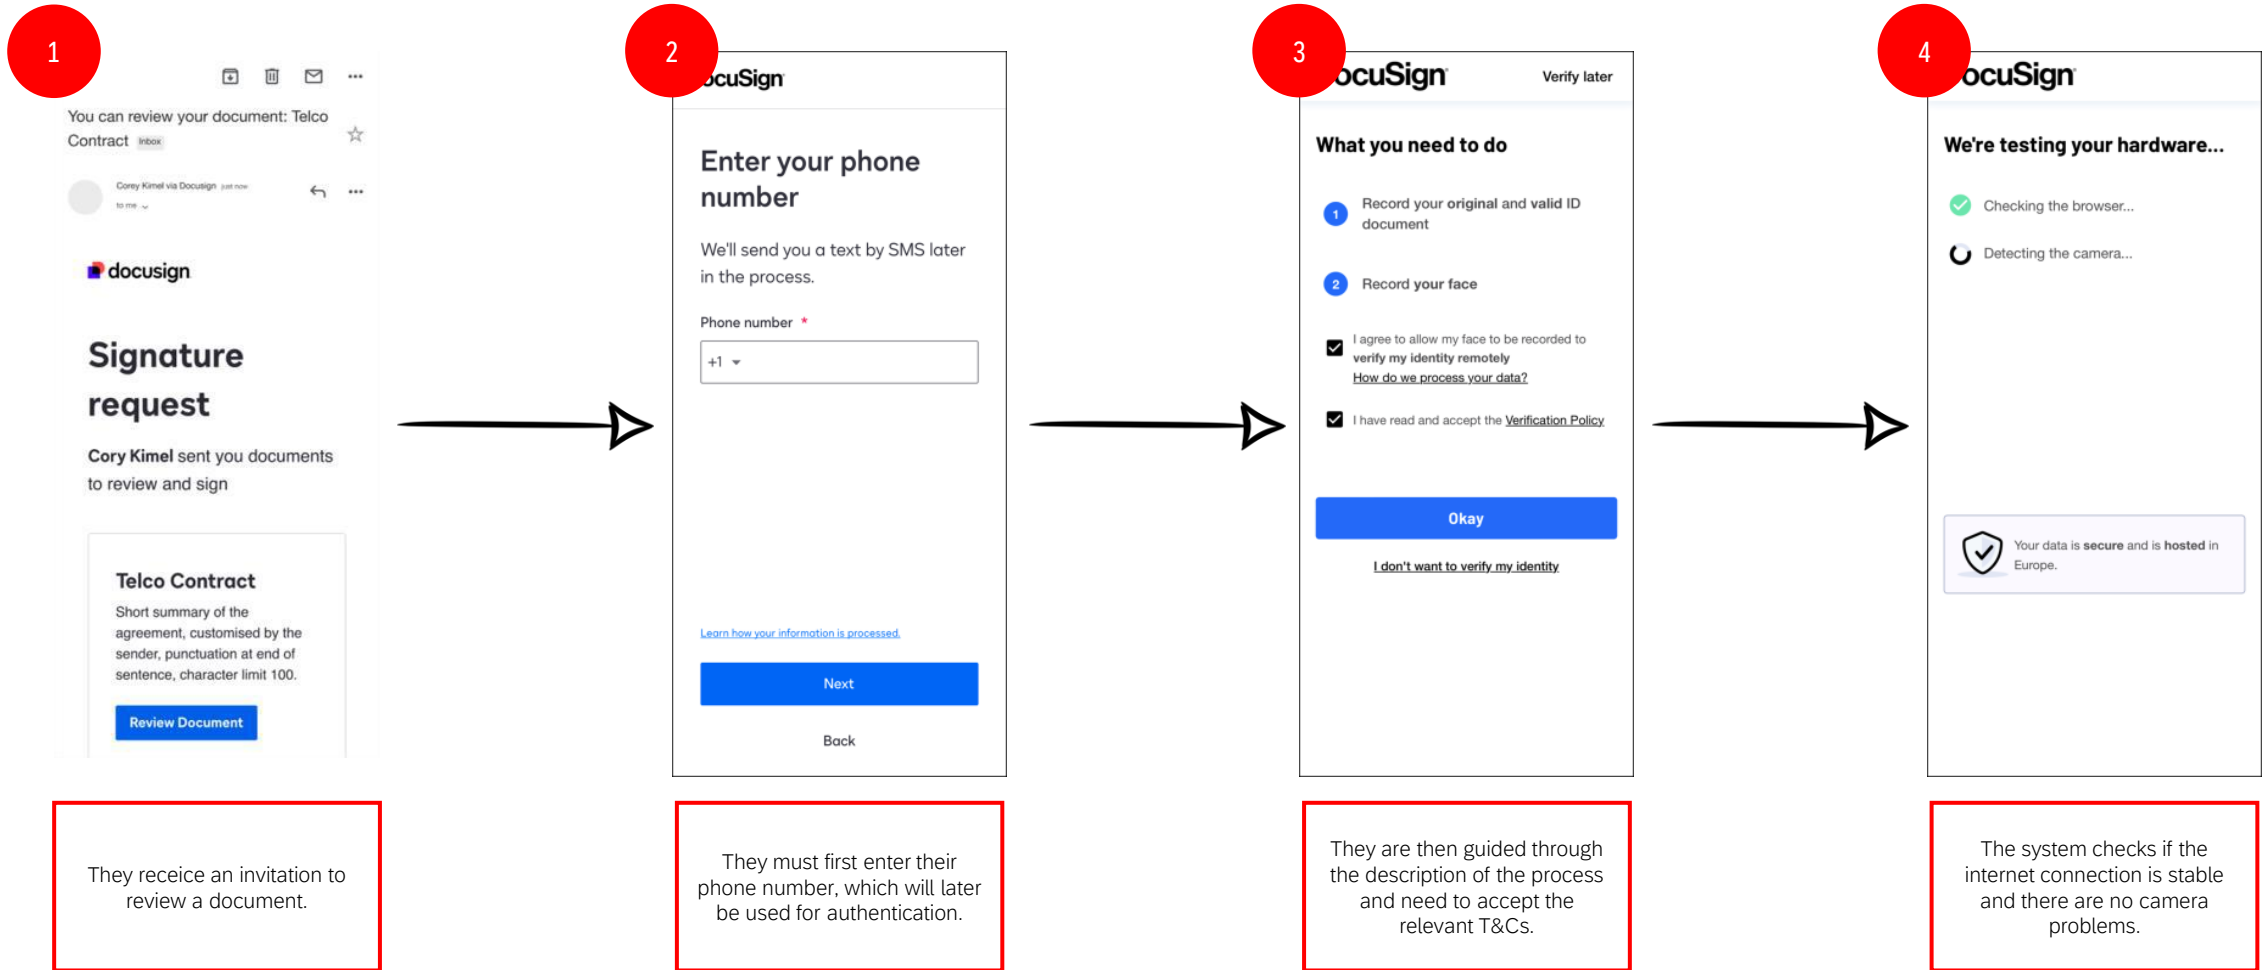 1
You can review your document: Telco
Contract Inbox
Corey Kimel via Docusign just now
to me
docusign
Signature
request
Cory Kimel sent you documents
to review and sign
Telco Contract
Short summary of the
agreement, customised by the
sender, punctuation at end of
sentence, character limit 100.
Review Document
They receice an invitation to
review a document.
2
ocuSign
Enter your phone
number
We'll send you a text by SMS later
in the process.
Phone number *
+1
Learn how your information is processed.
Next
Back
They must first enter their
phone number, which will later
be used for authentication.
3
ocuSign
Verify later
What you need to do
1 Record your original and valid ID
document
2 Record your face
I agree to allow my face to be recorded to
verify my identity remotely
How do we process your data?
I have read and accept the Verification Policy
Okay
I don't want to verify my identity
They are then guided through
the description of the process
and need to accept the
relevant T&Cs.
4
ocuSign
We're testing your hardware...
Checking the browser...
Detecting the camera...
Your data is secure and is hosted in
Europe.
The system checks if the
internet connection is stable
and there are no camera
problems.